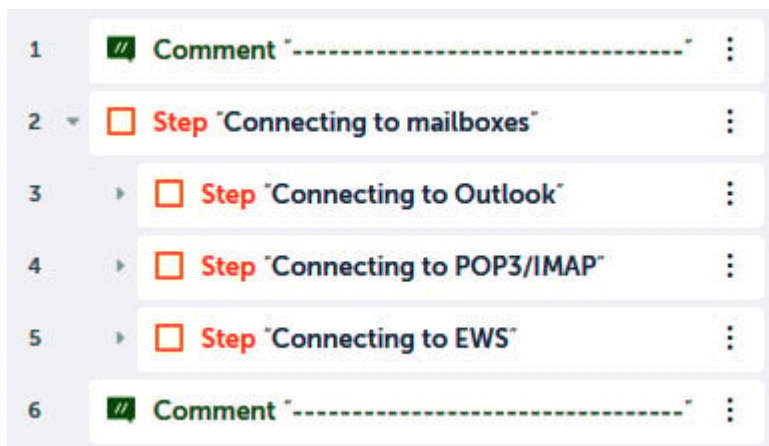 1 // Comment "---------------------------------"
2 Step "Connecting to mailboxes"
3 Step "Connecting to Outlook"
4 Step "Connecting to POP3/IMAP"
5 Step "Connecting to EWS"
6 // Comment "---------------------------------"